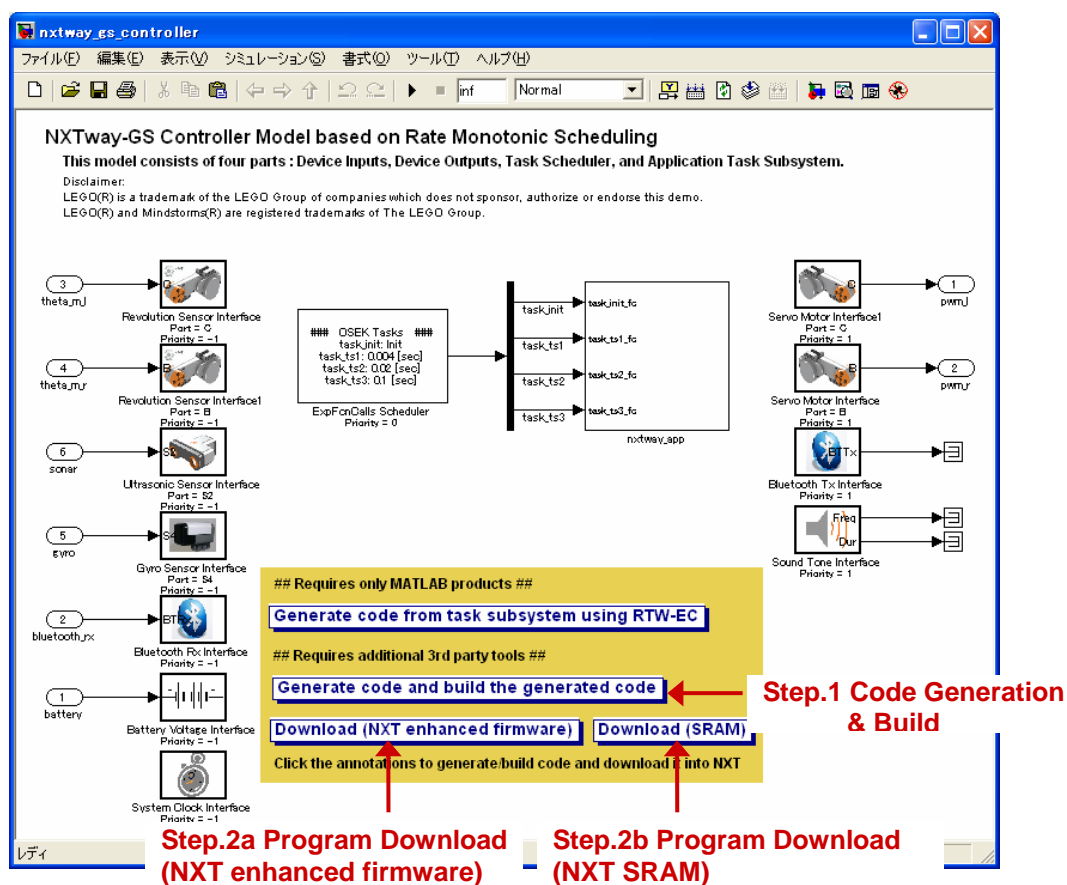 nxtway_gs_controller
ファイル(F) 編集(E) 表示(V) シミュレーション(S) 書式(O) ツール(T) ヘルプ(H)
inf Normal
NXTway-GS Controller Model based on Rate Monotonic Scheduling
This model consists of four parts : Device Inputs, Device Outputs, Task Scheduler, and Application Task Subsystem.
Disclaimer:
LEGO(R) is a trademark of the LEGO Group of companies which does not sponsor, authorize or endorse this demo.
LEGO(R) and Mindstorms(R) are registered trademarks of The LEGO Group.
3
theta_m_l
C
Revolution Sensor Interface
Part = C
Priority = -1
4
theta_m_r
B
Revolution Sensor Interface1
Part = B
Priority = -1
6
sonar
S2
Ultrasonic Sensor Interface
Part = S2
Priority = -1
5
gyro
S4
Gyro Sensor Interface
Part = S4
Priority = -1
2
bluetooth_rx
BTRx
Bluetooth Rx Interface
Priority = -1
1
battery
Battery Voltage Interface
Priority = -1
System Clock Interface
Priority = -1
### OSEK Tasks ###
task_init: Init
task_ts1: 0.004 [sec]
task_ts2: 0.02 [sec]
task_ts3: 0.1 [sec]
ExpFcnCalls Scheduler
Priority = 0
task_init
task_ts1
task_ts2
task_ts3
task_init_fc
task_ts1_fc
task_ts2_fc
task_ts3_fc
nxtway_app
C
Servo Motor Interface1
Part = C
Priority = 1
1
pwm_l
B
Servo Motor Interface
Part = B
Priority = 1
2
pwm_r
BTTx
Bluetooth Tx Interface
Priority = 1
Freq
Dur
Sound Tone Interface
Priority = 1
## Requires only MATLAB products ##
Generate code from task subsystem using RTW-EC
## Requires additional 3rd party tools ##
Generate code and build the generated code
Download (NXT enhanced firmware) Download (SRAM)
Click the annotations to generate/build code and download it into NXT
Step.1 Code Generation
& Build
Step.2a Program Download
(NXT enhanced firmware)
Step.2b Program Download
(NXT SRAM)
レディ